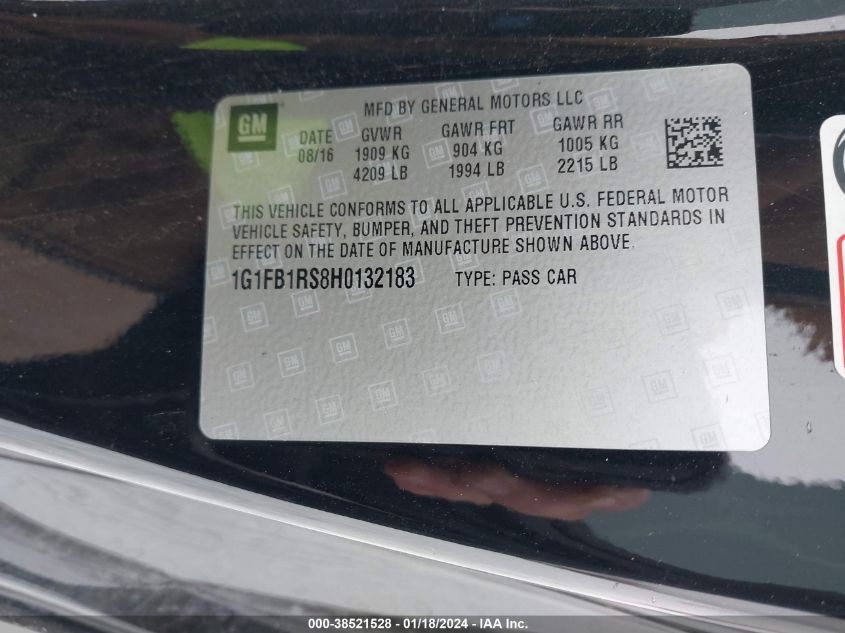 GM
MFD BY GENERAL MOTORS LLC
DATE GVWR GAWR FRT GAWR RR
08/16 1909 KG 904 KG 1005 KG
4209 LB 1994 LB 2215 LB
THIS VEHICLE CONFORMS TO ALL APPLICABLE U.S. FEDERAL MOTOR
VEHICLE SAFETY, BUMPER, AND THEFT PREVENTION STANDARDS IN
EFFECT ON THE DATE OF MANUFACTURE SHOWN ABOVE.
1G1FB1RS8H0132183 TYPE: PASS CAR
000-38521528 - 01/18/2024 - IAA Inc.